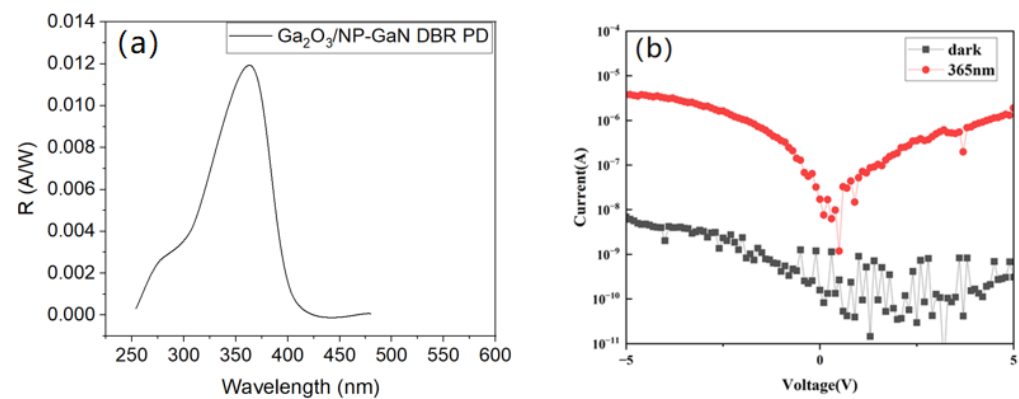 (a)
Ga₂O₃/NP-GaN DBR PD
0.014
0.012
0.010
0.008
0.006
0.004
0.002
0.000
R (A/W)
250 300 350 400 450 500 550 600
Wavelength (nm)
(b)
dark
365nm
10⁻⁴
10⁻⁵
10⁻⁶
10⁻⁷
10⁻⁸
10⁻⁹
10⁻¹⁰
10⁻¹¹
Current(A)
−5 0 5
Voltage(V)